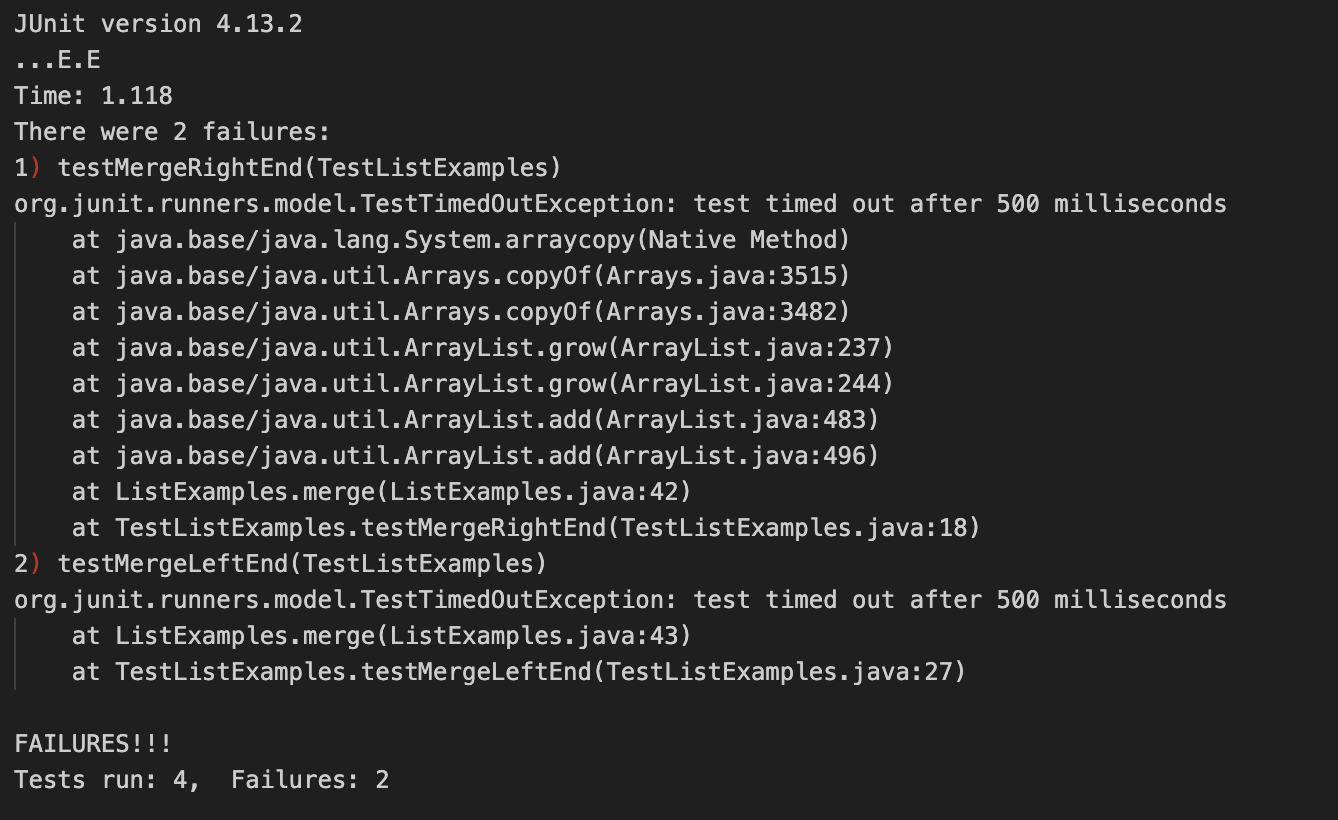 JUnit version 4.13.2
...E.E
Time: 1.118
There were 2 failures:
1) testMergeRightEnd(TestListExamples)
org.junit.runners.model.TestTimedOutException: test timed out after 500 milliseconds
    at java.base/java.lang.System.arraycopy(Native Method)
    at java.base/java.util.Arrays.copyOf(Arrays.java:3515)
    at java.base/java.util.Arrays.copyOf(Arrays.java:3482)
    at java.base/java.util.ArrayList.grow(ArrayList.java:237)
    at java.base/java.util.ArrayList.grow(ArrayList.java:244)
    at java.base/java.util.ArrayList.add(ArrayList.java:483)
    at java.base/java.util.ArrayList.add(ArrayList.java:496)
    at ListExamples.merge(ListExamples.java:42)
    at TestListExamples.testMergeRightEnd(TestListExamples.java:18)
2) testMergeLeftEnd(TestListExamples)
org.junit.runners.model.TestTimedOutException: test timed out after 500 milliseconds
    at ListExamples.merge(ListExamples.java:43)
    at TestListExamples.testMergeLeftEnd(TestListExamples.java:27)

FAILURES!!!
Tests run: 4,  Failures: 2